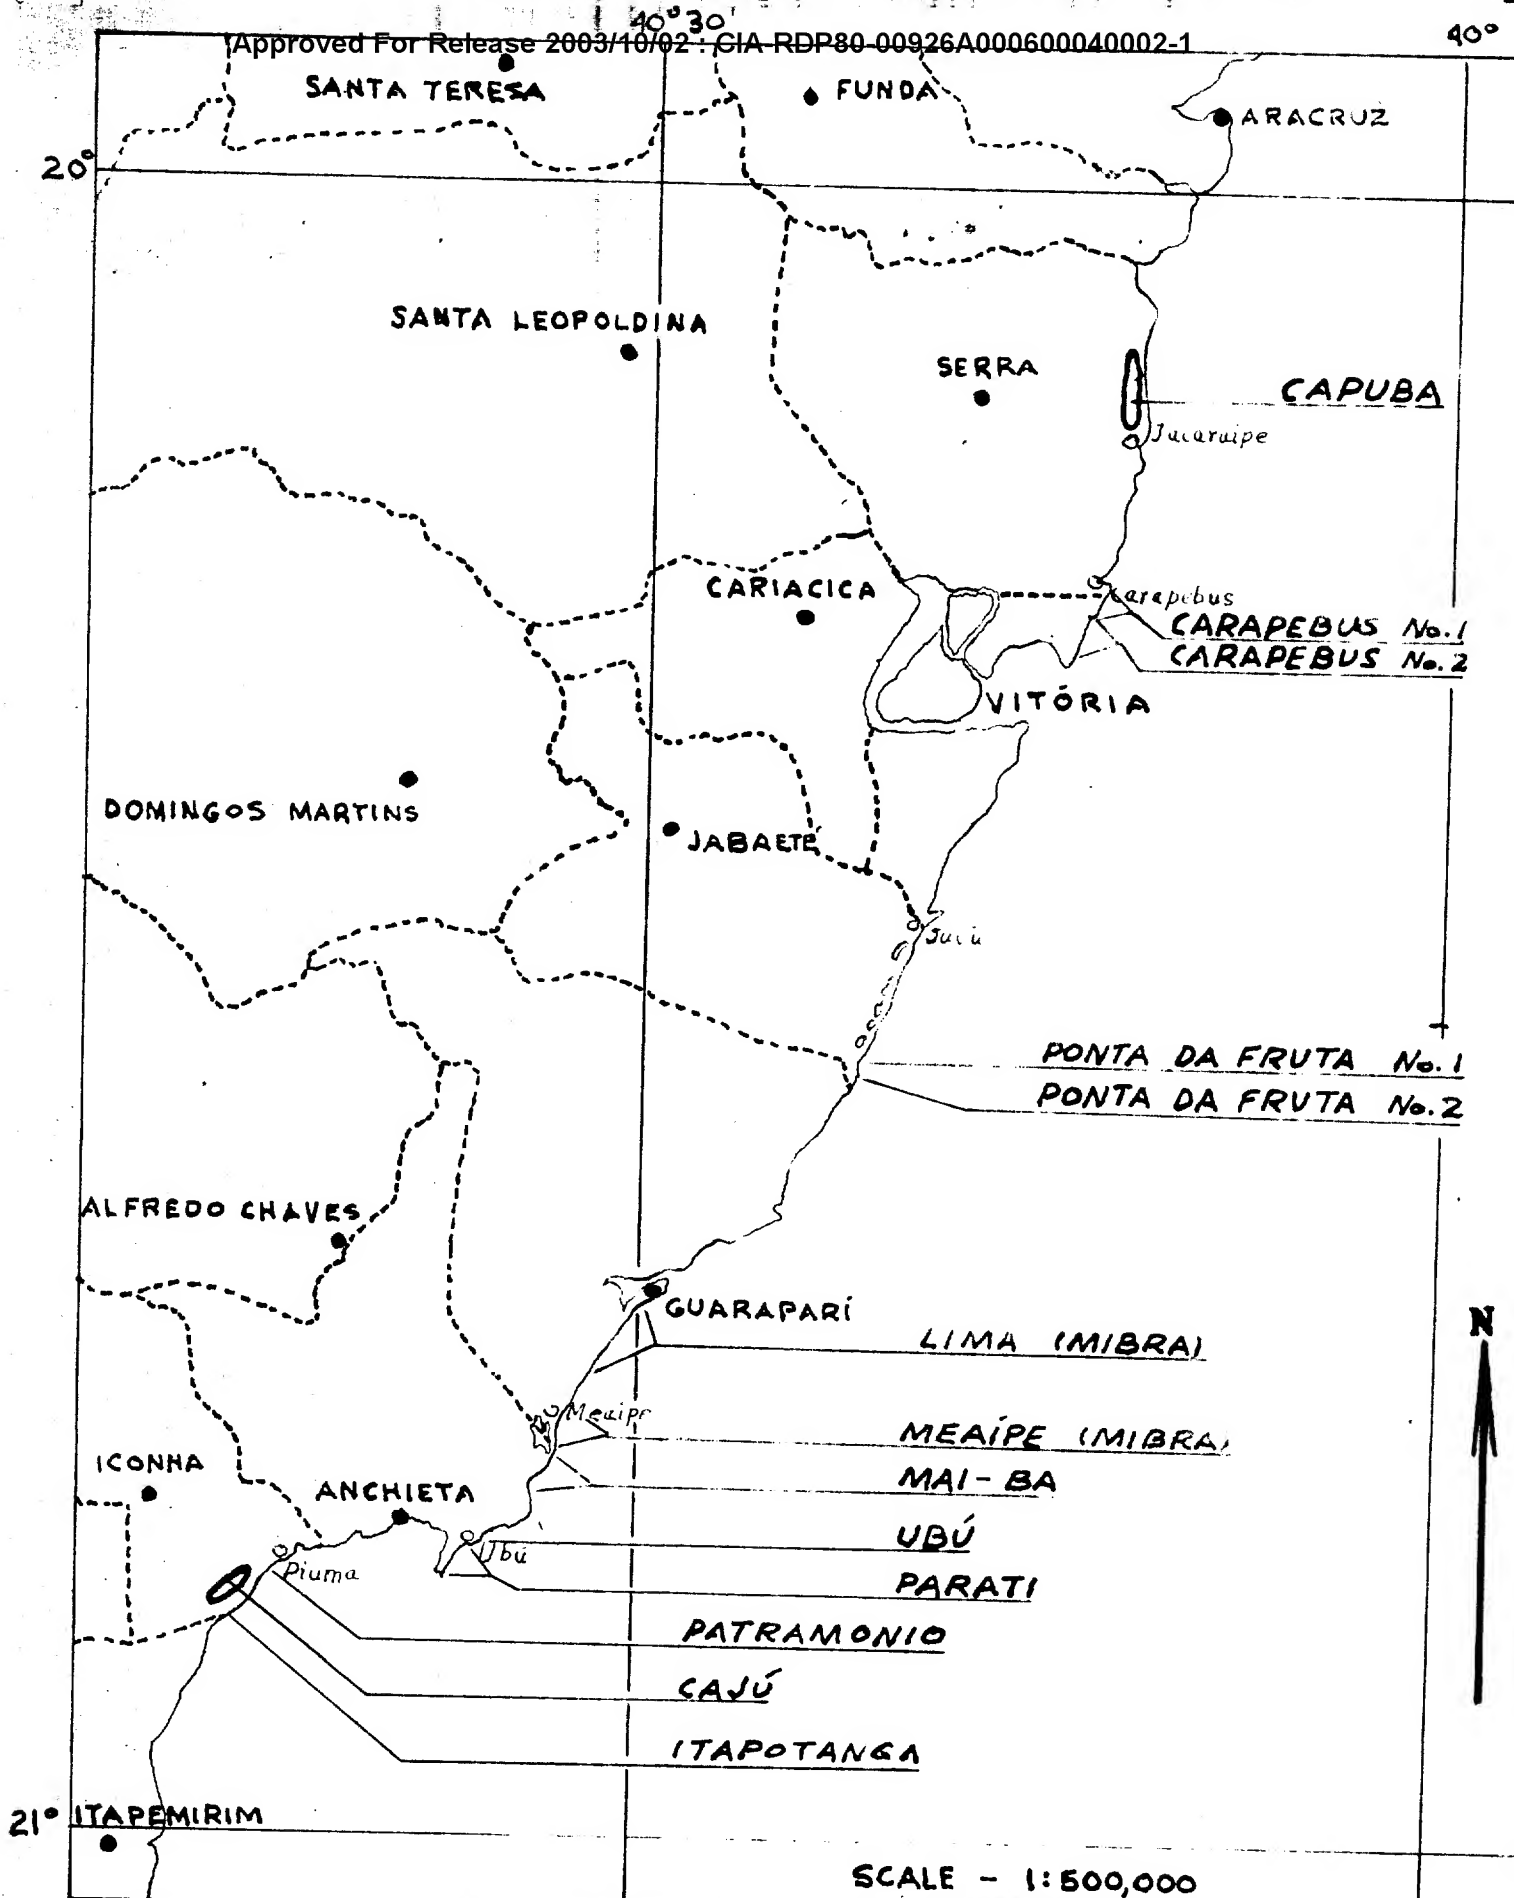 40° 30'
Approved For Release 2003/10/02 : CIA-RDP80-00926A000600040002-1
40°
SANTA TERESA
FUNDA
ARACRUZ
20°
SANTA LEOPOLDINA
SERRA
CAPUBA
Jacaraipe
CARIACICA
Carapebus
CARAPEBUS No.1
CARAPEBUS No.2
VITÓRIA
DOMINGOS MARTINS
JABAETÉ
Jucú
PONTA DA FRUTA No.1
PONTA DA FRUTA No.2
ALFREDO CHAVES
GUARAPARÍ
N
LIMA (MIBRA)
Meaipe
MEAÍPE (MIBRA)
ICONHA
ANCHIETA
MAI-BA
UBÚ
Ubú
Piuma
PARATI
PATRAMONIO
CAJÚ
ITAPOTANGA
21° ITAPEMIRIM
SCALE - 1:500,000